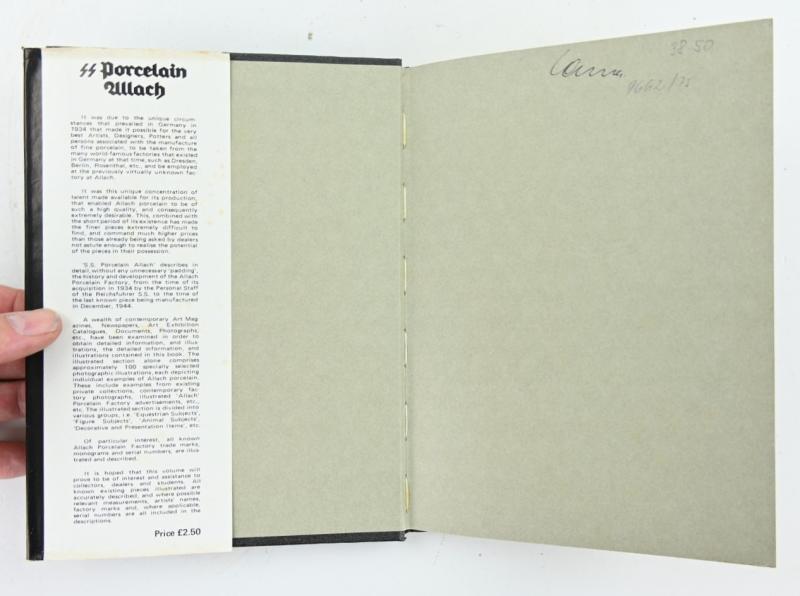 SS Porcelain
Allach
It was due to the unique circum
stances that prevailed in Germany in
1934 that made it possible for the very
best Artists, Designers, Potters and all
persons associated with the manufacture
of fine porcelain, to be taken from the
many world-famous factories that existed
in Germany at that time, such as Dresden,
Berlin, Rosenthal, etc., and be employed
at the previously virtually unknown fac
tory at Allach.
It was this unique concentration of
talent made available for its production,
that enabled Allach porcelain to be of
such a high quality, and consequently
extremely desirable. This, combined with
the short period of its existence has made
the finer pieces extremely difficult to
find, and command much higher prices
than those already being asked by dealers
not astute enough to realise the potential
of the pieces in their possession.
'S.S. Porcelain Allach' describes in
detail, without any unnecessary 'padding',
the history and development of the Allach
Porcelain Factory, from the time of its
acquisition in 1934 by the Personal Staff
of the Reichsfuhrer S.S. to the time of
the last known piece being manufactured
in December, 1944.
A wealth of contemporary Art Mag
azines, Newspapers, Art Exhibition
Catalogues, Documents, Photographs,
etc., have been examined in order to
obtain detailed information, and illus
trations, the detailed information, and
illustrations contained in this book. The
illustrated section alone comprises
approximately 100 specially selected
photographic illustrations, each depicting
individual examples of Allach porcelain.
These include examples from existing
private collections, contemporary fac
tory photographs, illustrated 'Allach'
Porcelain Factory advertisements, etc.,
etc. The illustrated section is divided into
various groups, i.e. 'Equestrian Subjects',
'Figure Subjects', 'Animal Subjects',
'Decorative and Presentation Items', etc.
Of particular interest, all known
Allach Porcelain Factory trade marks,
monograms and serial numbers, are illus
trated and described.
It is hoped that this volume will
prove to be of interest and assistance to
collectors, dealers and students. All
known existing pieces illustrated are
accurately described, and where possible
relevant measurements, artists' names,
factory marks and, where applicable,
serial numbers are all included in the
descriptions.
Price £2.50
38-50
9662/75